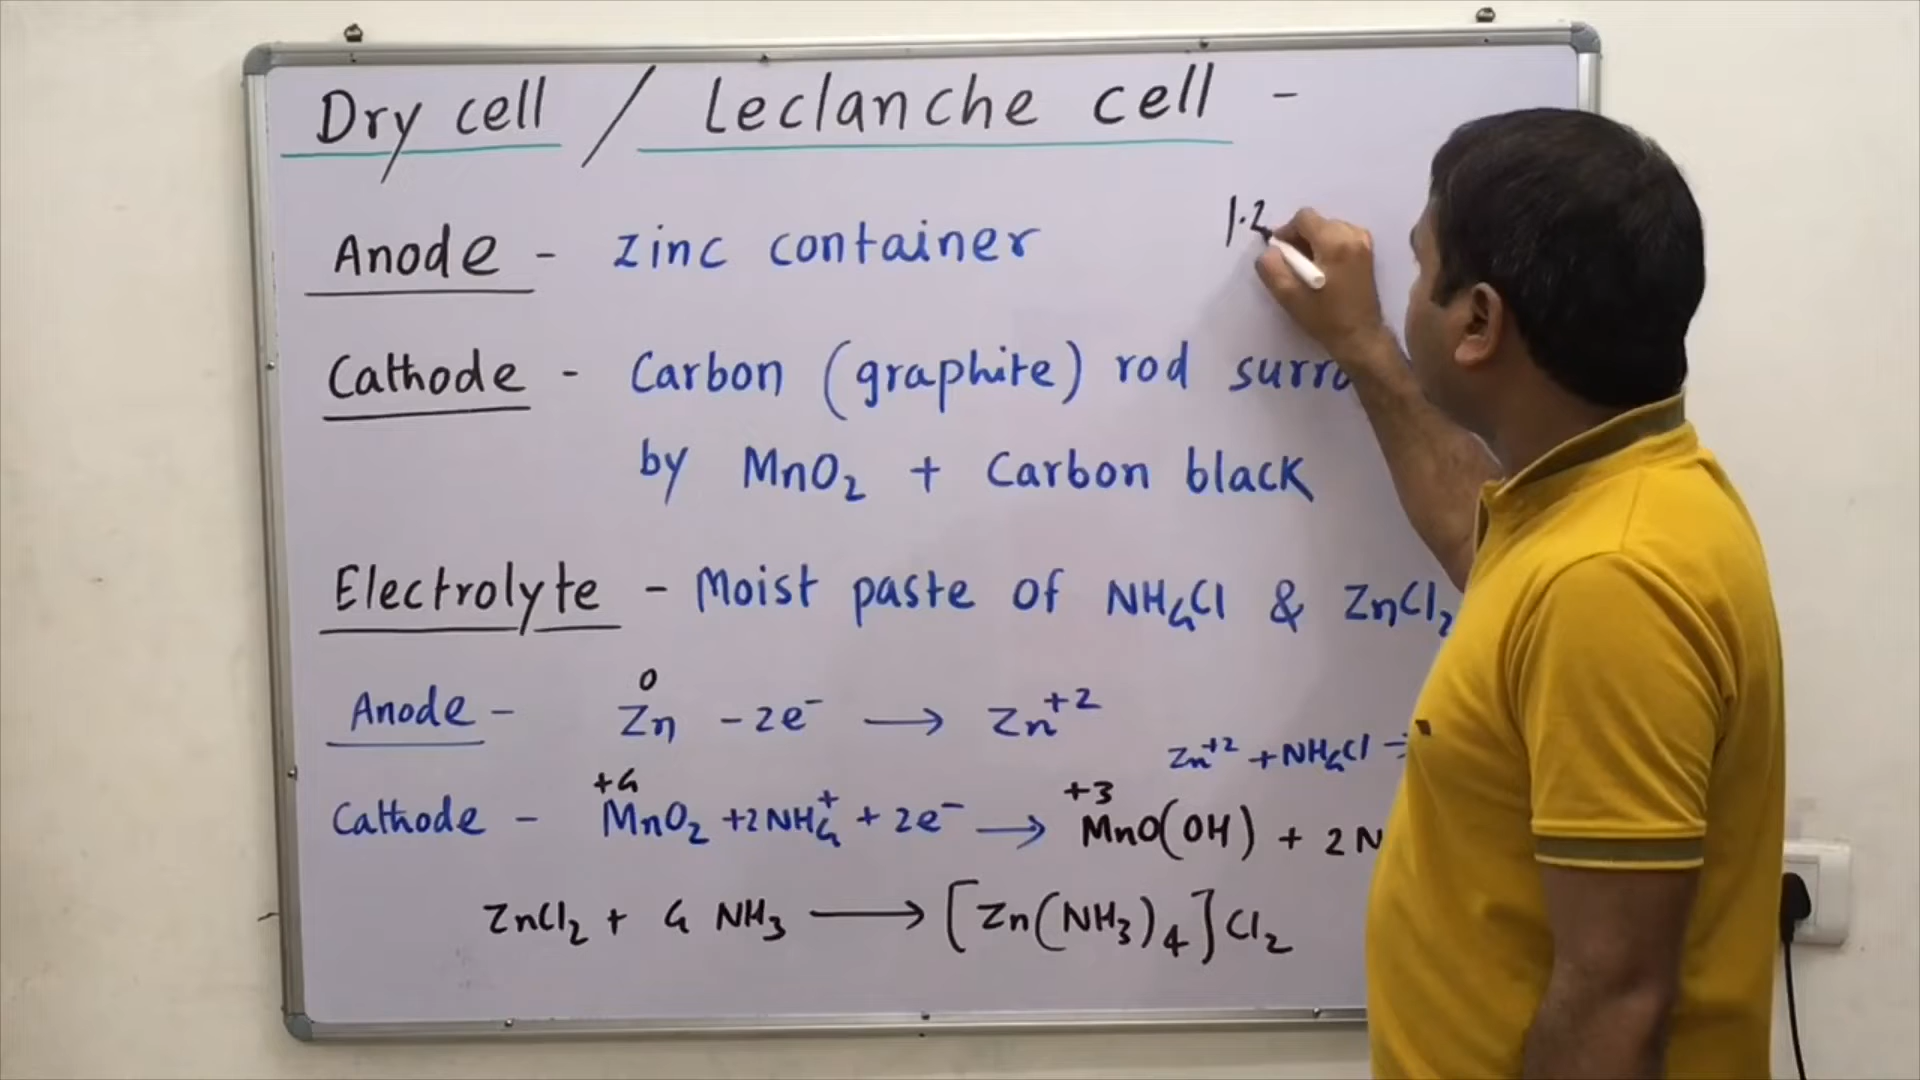 Dry cell / Leclanche cell -
1.2
Anode - Zinc container
Cathode - Carbon (graphite) rod
by MnO₂ + Carbon black
Electrolyte - Moist paste of NH₄Cl & ZnCl₂
0
Anode - Zn - 2e⁻ → Zn⁺²
Zn⁺² + NH₄Cl →
+4 +3
Cathode - MnO₂ + 2NH₄⁺ + 2e⁻ → MnO(OH) + 2
ZnCl₂ + 4 NH₃ → [Zn(NH₃)₄]Cl₂